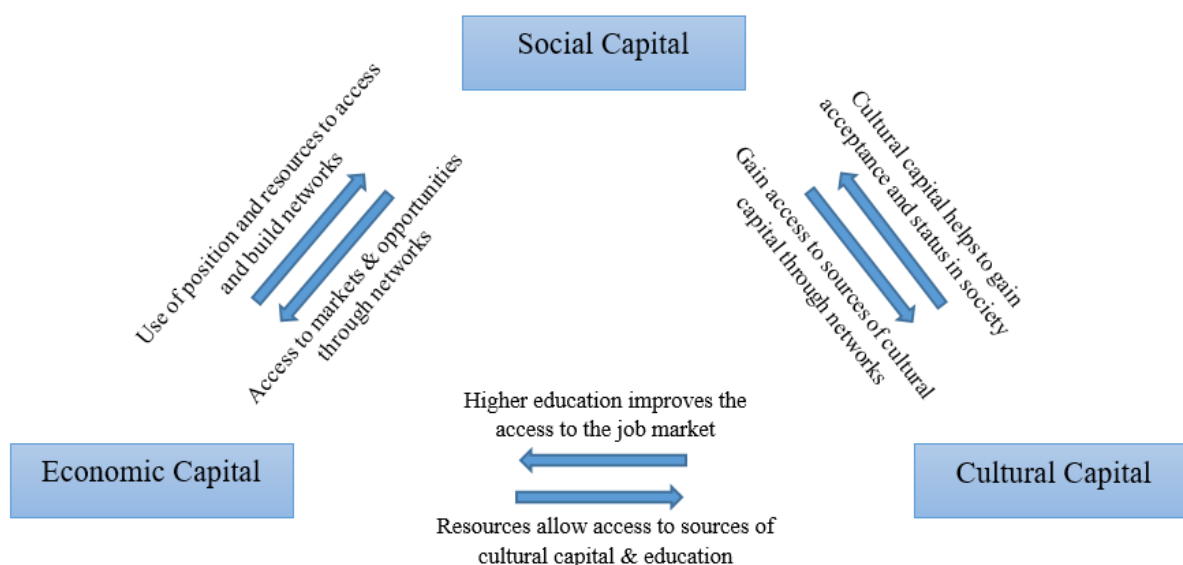 Social Capital
Use of position and resources to access
and build networks
Access to markets & opportunities
through networks
Cultural capital helps to gain
acceptance and status in society
Gain access to sources of cultural
capital through networks
Higher education improves the
access to the job market
Economic Capital
Cultural Capital
Resources allow access to sources of
cultural capital & education